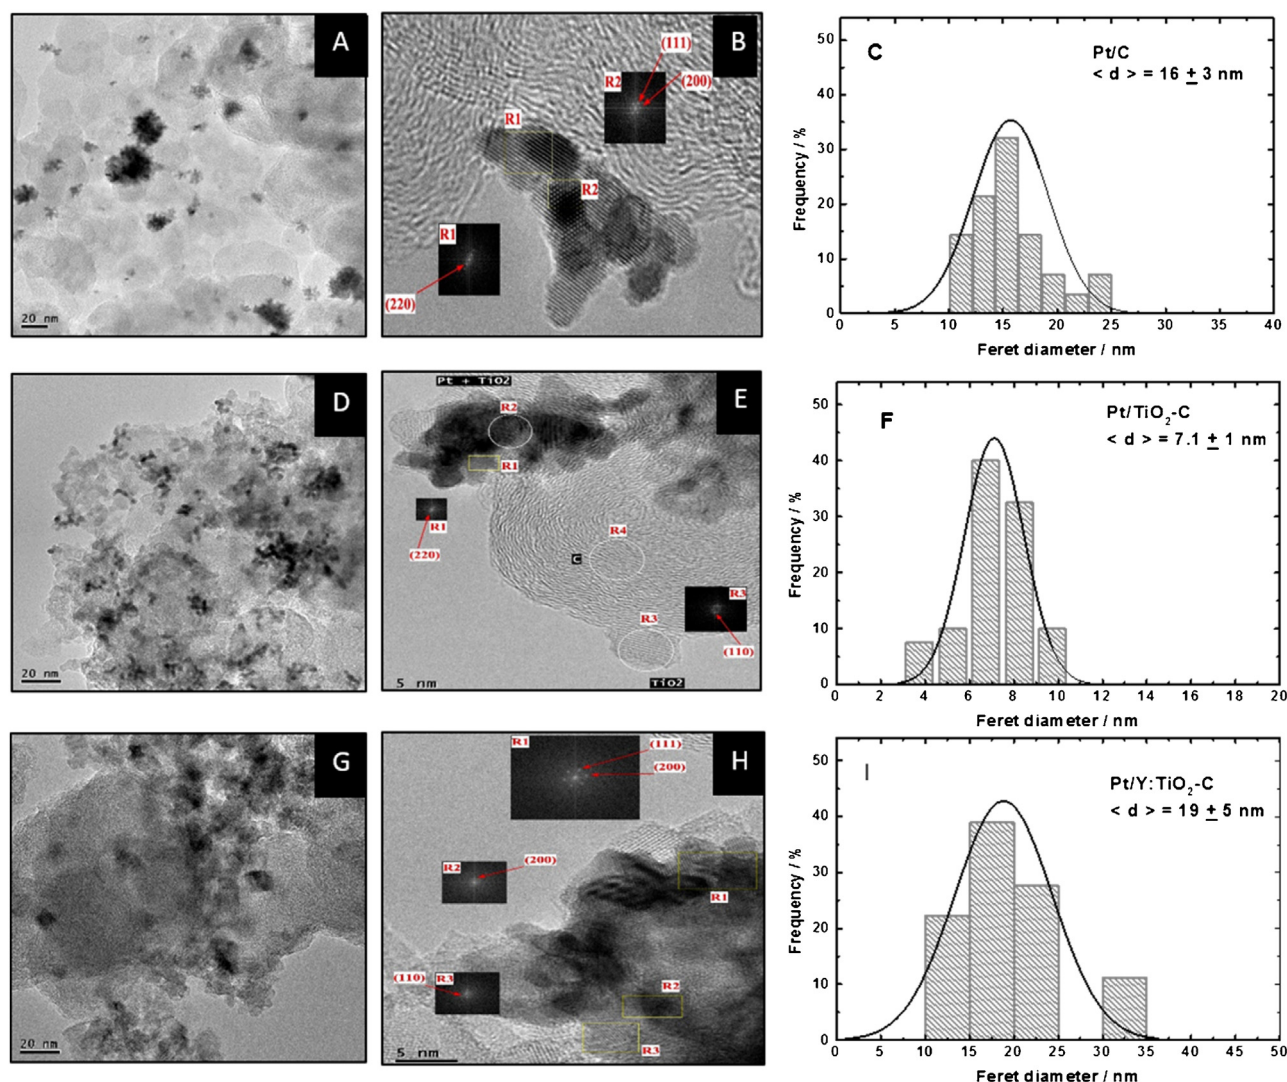 A
20 nm
B
(111)
(200)
R2
R1
R2
R1
(220)
C
Pt/C
< d > = 16 ± 3 nm
Frequency / %
50
40
30
20
10
0
0 5 10 15 20 25 30 35 40
Feret diameter / nm
D
20 nm
Pt + TiO2
E
R2
R1
R1
(220)
R4
C
R3
R3
(110)
5 nm
TiO2
F
Pt/TiO₂-C
< d > = 7.1 ± 1 nm
Frequency / %
50
40
30
20
10
0
0 2 4 6 8 10 12 14 16 18 20
Feret diameter / nm
G
20 nm
R1
(111)
(200)
H
R2
(200)
R1
(110)
R3
R2
R3
5 nm
I
Pt/Y:TiO₂-C
< d > = 19 ± 5 nm
Frequency / %
50
40
30
20
10
0
0 5 10 15 20 25 30 35 40 45 50
Feret diameter / nm